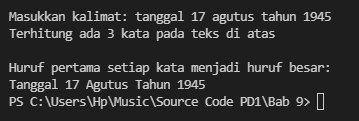 Masukkan kalimat: tanggal 17 agutus tahun 1945
Terhitung ada 3 kata pada teks di atas
Huruf pertama setiap kata menjadi huruf besar:
Tanggal 17 Agutus Tahun 1945
PS C:\Users\Hp\Music\Source Code PD1\Bab 9>